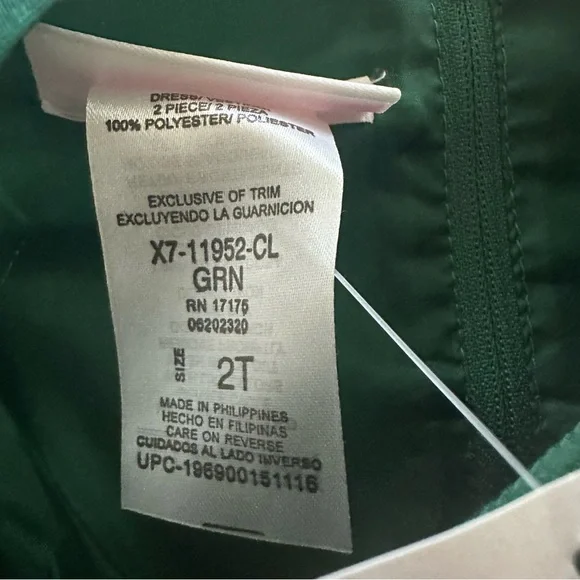 DRESS/
2 PIECE/ 2 PIEZA
100% POLYESTER/ POLIESTER
EXCLUSIVE OF TRIM
EXCLUYENDO LA GUARNICION
X7-11952-CL
GRN
RN 17175
06202320
SIZE 2T
MADE IN PHILIPPINES
HECHO EN FILIPINAS
CARE ON REVERSE
CUIDADOS AL LADO INVERSO
UPC-196900151116